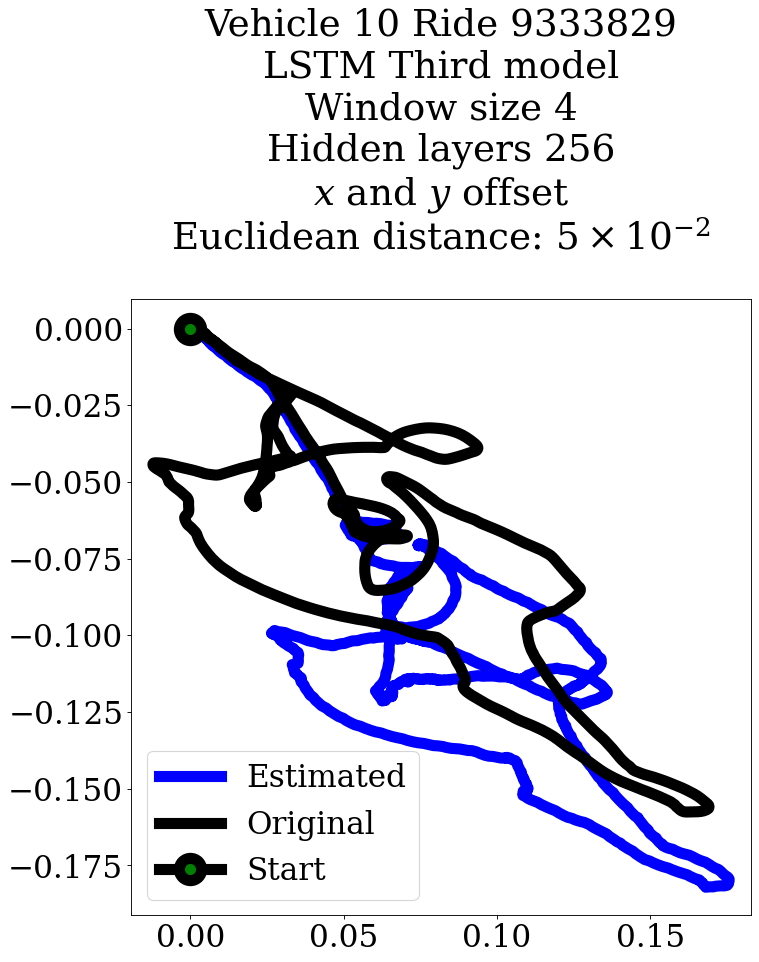 Vehicle 10 Ride 9333829
LSTM Third model
Window size 4
Hidden layers 256
x and y offset
Euclidean distance: 5 × 10⁻²
0.000
−0.025
−0.050
−0.075
−0.100
−0.125
−0.150
−0.175
Estimated
Original
Start
0.00 0.05 0.10 0.15